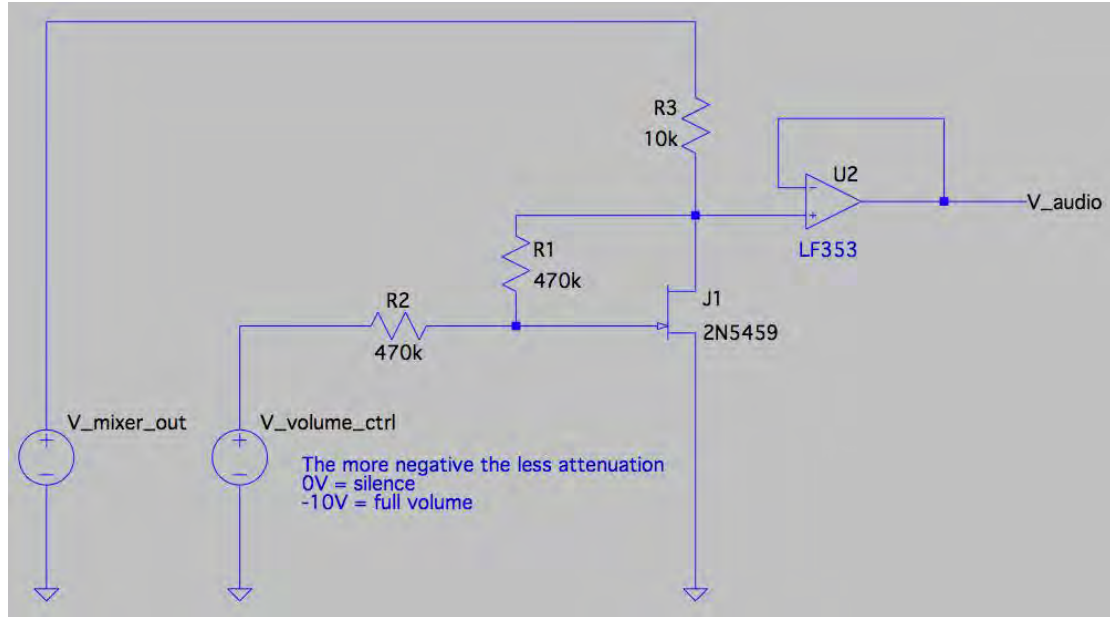 R3
10k
U2
V_audio
LF353
R1
470k
R2
470k
J1
2N5459
V_mixer_out
V_volume_ctrl
The more negative the less attenuation
0V = silence
-10V = full volume